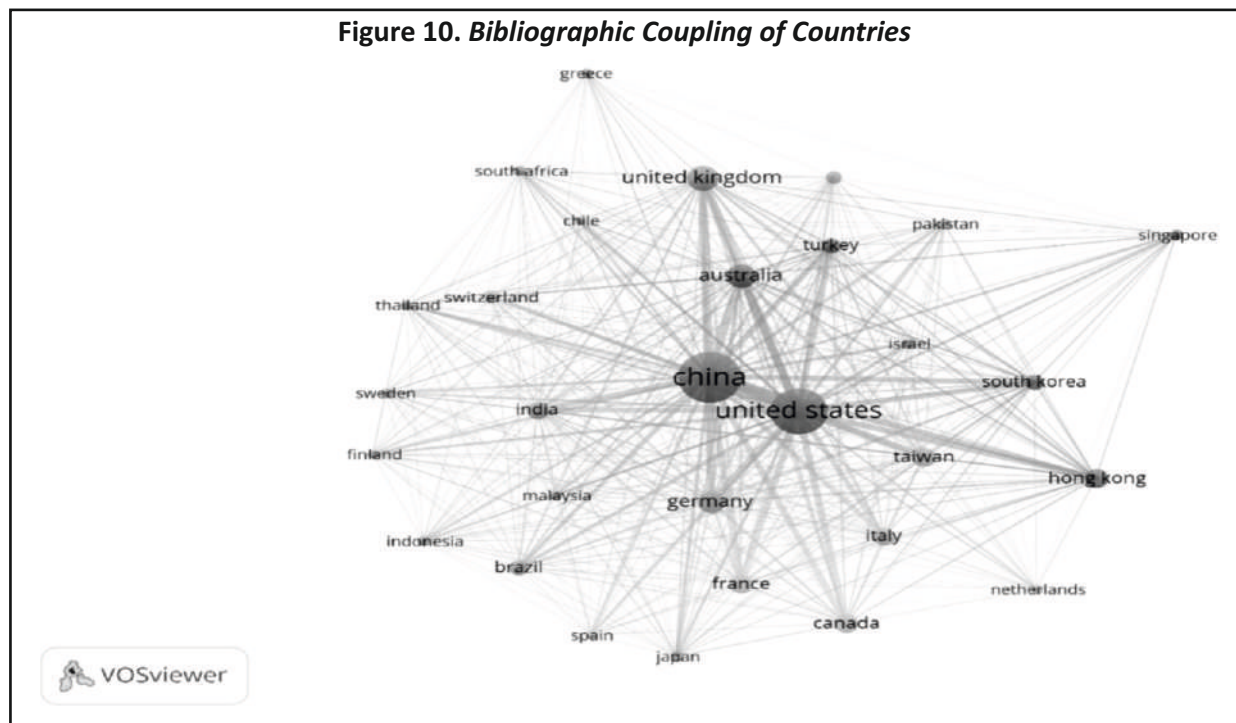 Figure 10. Bibliographic Coupling of Countries
greece
south africa
united kingdom
chile
pakistan
turkey
singapore
australia
switzerland
thailand
israel
china
south korea
sweden
india
united states
finland
taiwan
hong kong
malaysia
germany
indonesia
italy
brazil
france
netherlands
canada
spain
japan
VOSviewer